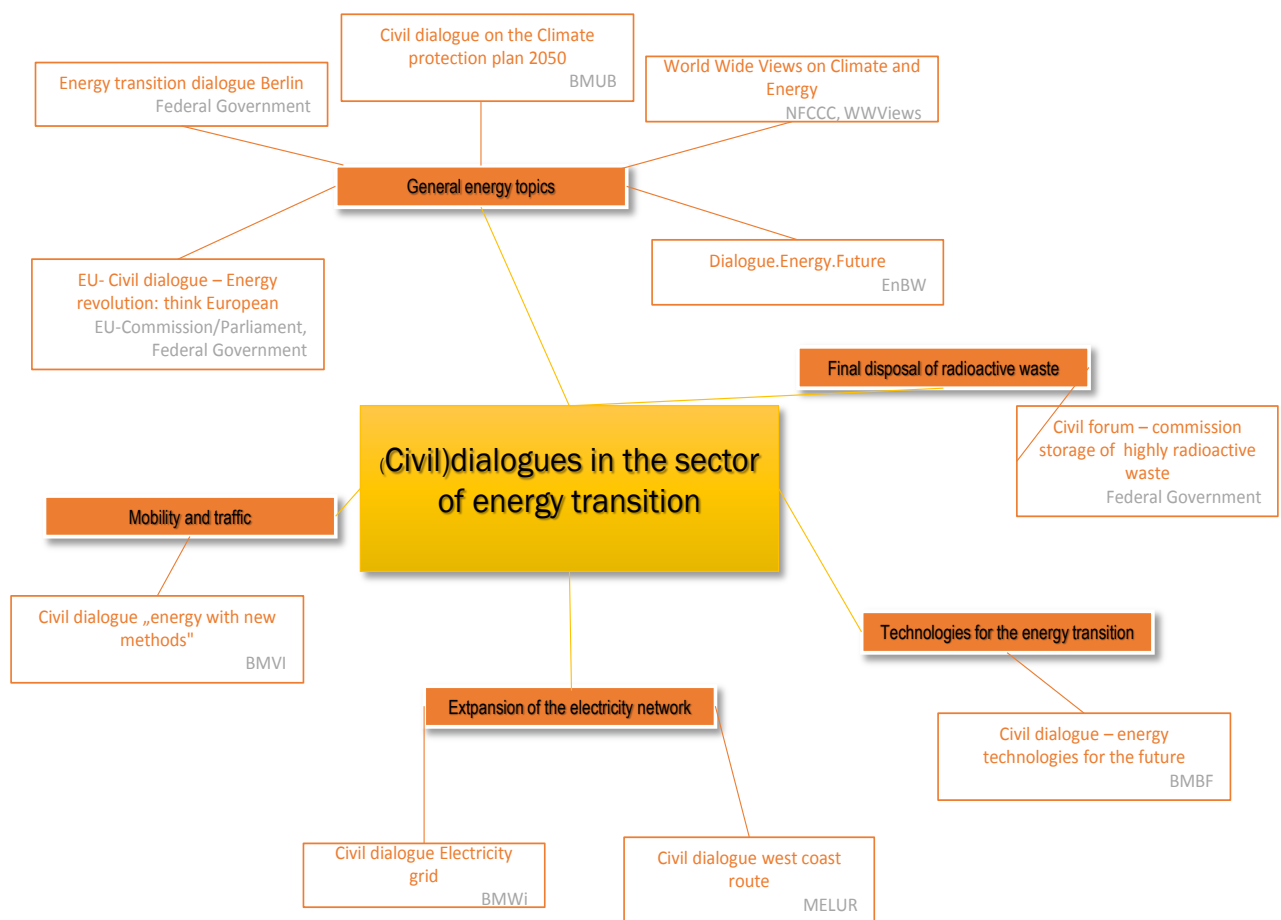 Civil dialogue on the Climate
protection plan 2050
BMUB
Energy transition dialogue Berlin
Federal Government
World Wide Views on Climate and
Energy
NFCCC, WWViews
General energy topics
EU- Civil dialogue – Energy
revolution: think European
EU-Commission/Parliament,
Federal Government
Dialogue.Energy.Future
EnBW
Final disposal of radioactive waste
Civil forum – commission
storage of highly radioactive
waste
Federal Government
(Civil)dialogues in the sector
of energy transition
Mobility and traffic
Civil dialogue „energy with new
methods"
BMVI
Technologies for the energy transition
Civil dialogue – energy
technologies for the future
BMBF
Extpansion of the electricity network
Civil dialogue Electricity
grid
BMWi
Civil dialogue west coast
route
MELUR